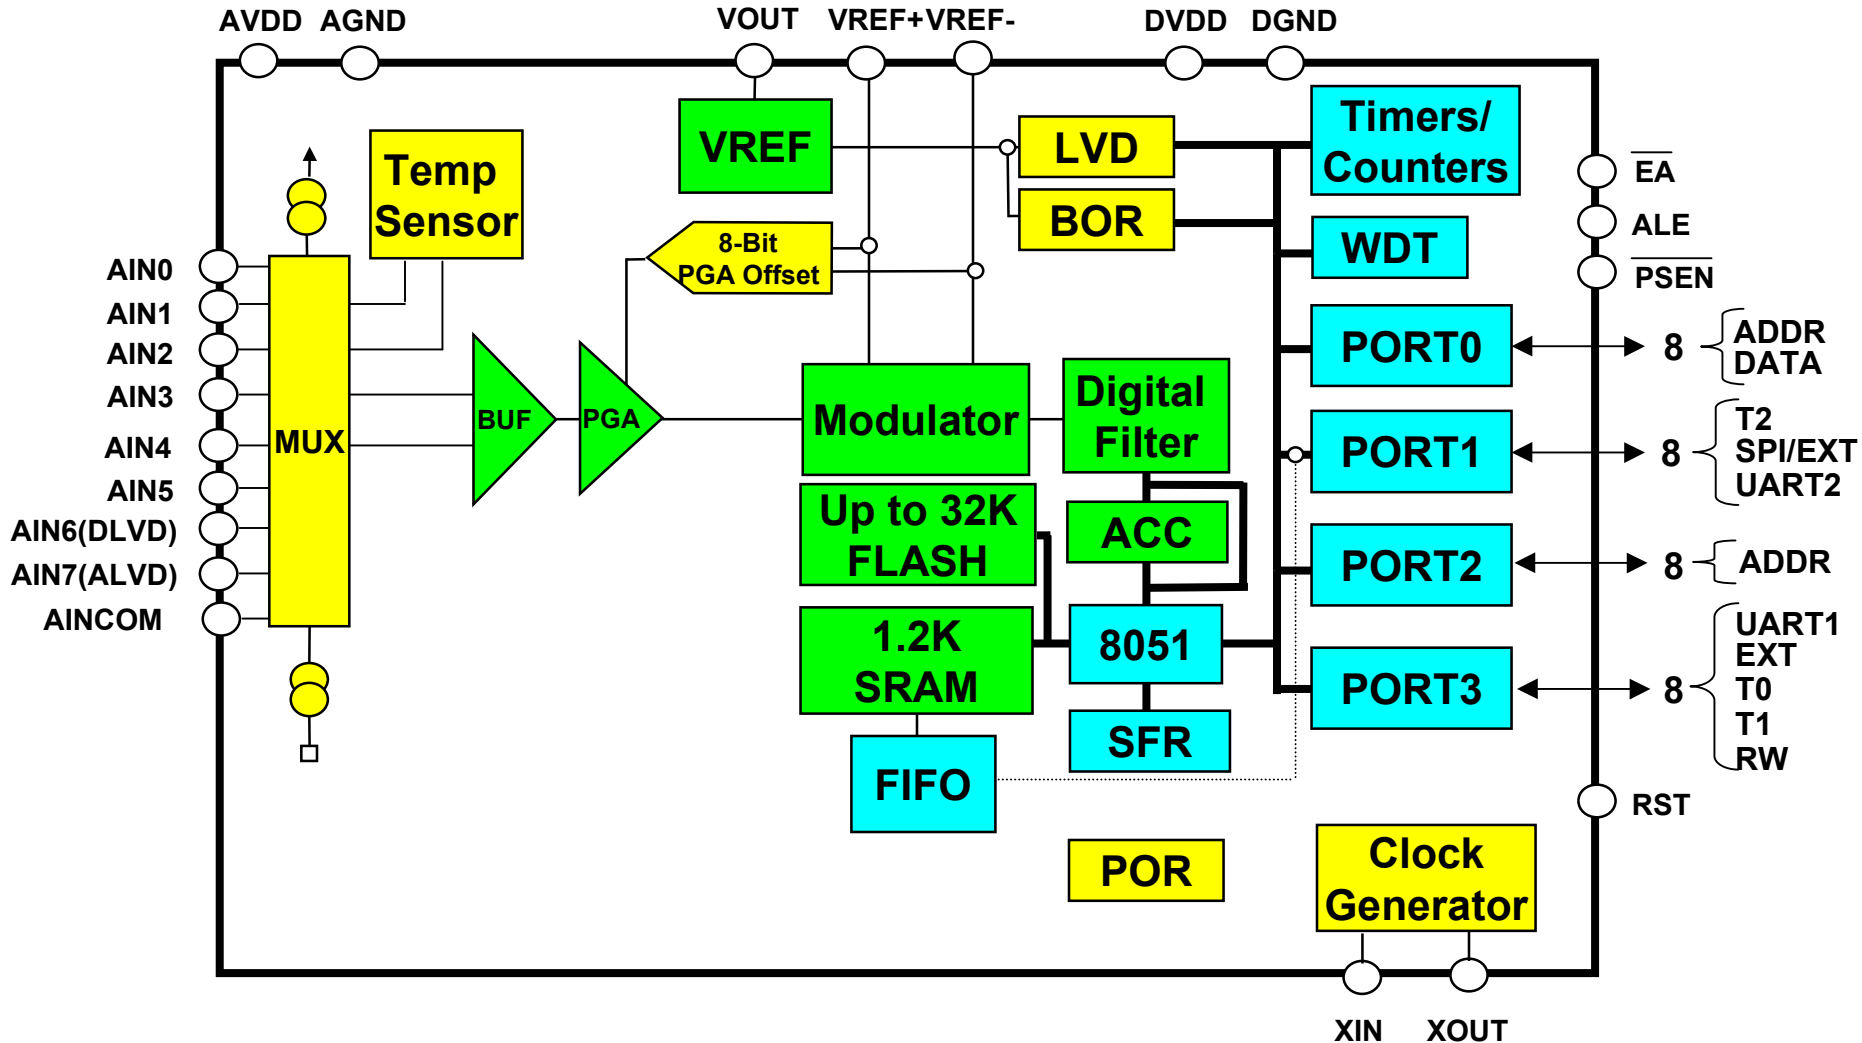 AVDD AGND VOUT VREF+ VREF- DVDD DGND
VREF
LVD
BOR
Timers/
Counters
Temp
Sensor
8-Bit
PGA Offset
WDT
EA
ALE
PSEN
AIN0
AIN1
AIN2
AIN3
AIN4
AIN5
AIN6(DLVD)
AIN7(ALVD)
AINCOM
MUX
BUF
PGA
Modulator
Digital
Filter
PORT0
8
ADDR
DATA
PORT1
8
T2
SPI/EXT
UART2
Up to 32K
FLASH
ACC
PORT2
8
ADDR
1.2K
SRAM
8051
PORT3
8
UART1
EXT
T0
T1
RW
SFR
FIFO
RST
POR
Clock
Generator
XIN XOUT